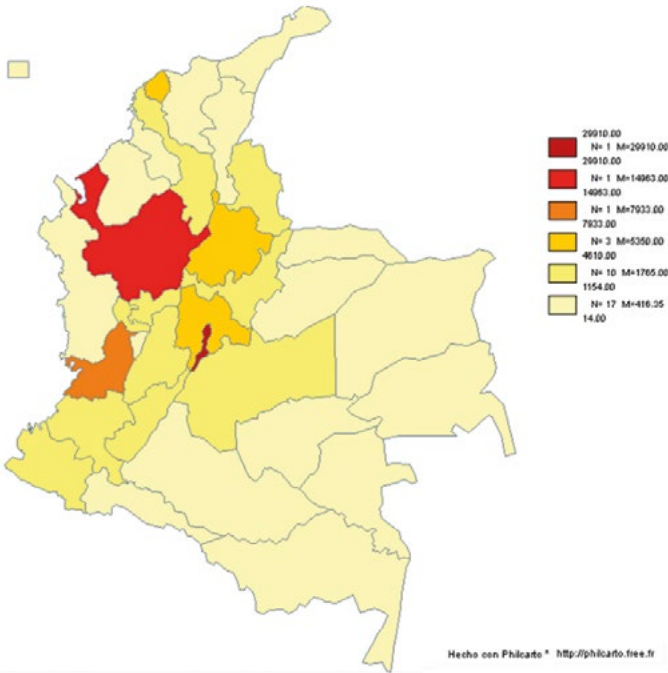 29910.00
N= 1 M=29910.00
29910.00
N= 1 M=14963.00
14963.00
N= 1 M=7933.00
7933.00
N= 3 M=5350.00
4610.00
N= 10 M=1765.00
1154.00
N= 17 M=416.35
14.00
Hecho con Philcarto * http://philcarto.free.fr